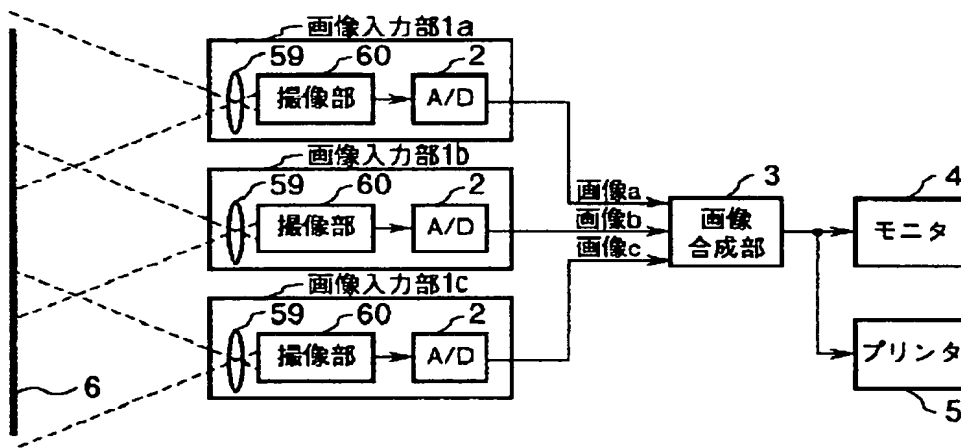 画像入力部1a
59
60
2
撮像部
A/D
画像入力部1b
59
60
2
撮像部
A/D
画像入力部1c
59
60
2
撮像部
A/D
画像a
画像b
画像c
3
画像
合成部
4
モニタ
プリンタ
5
6